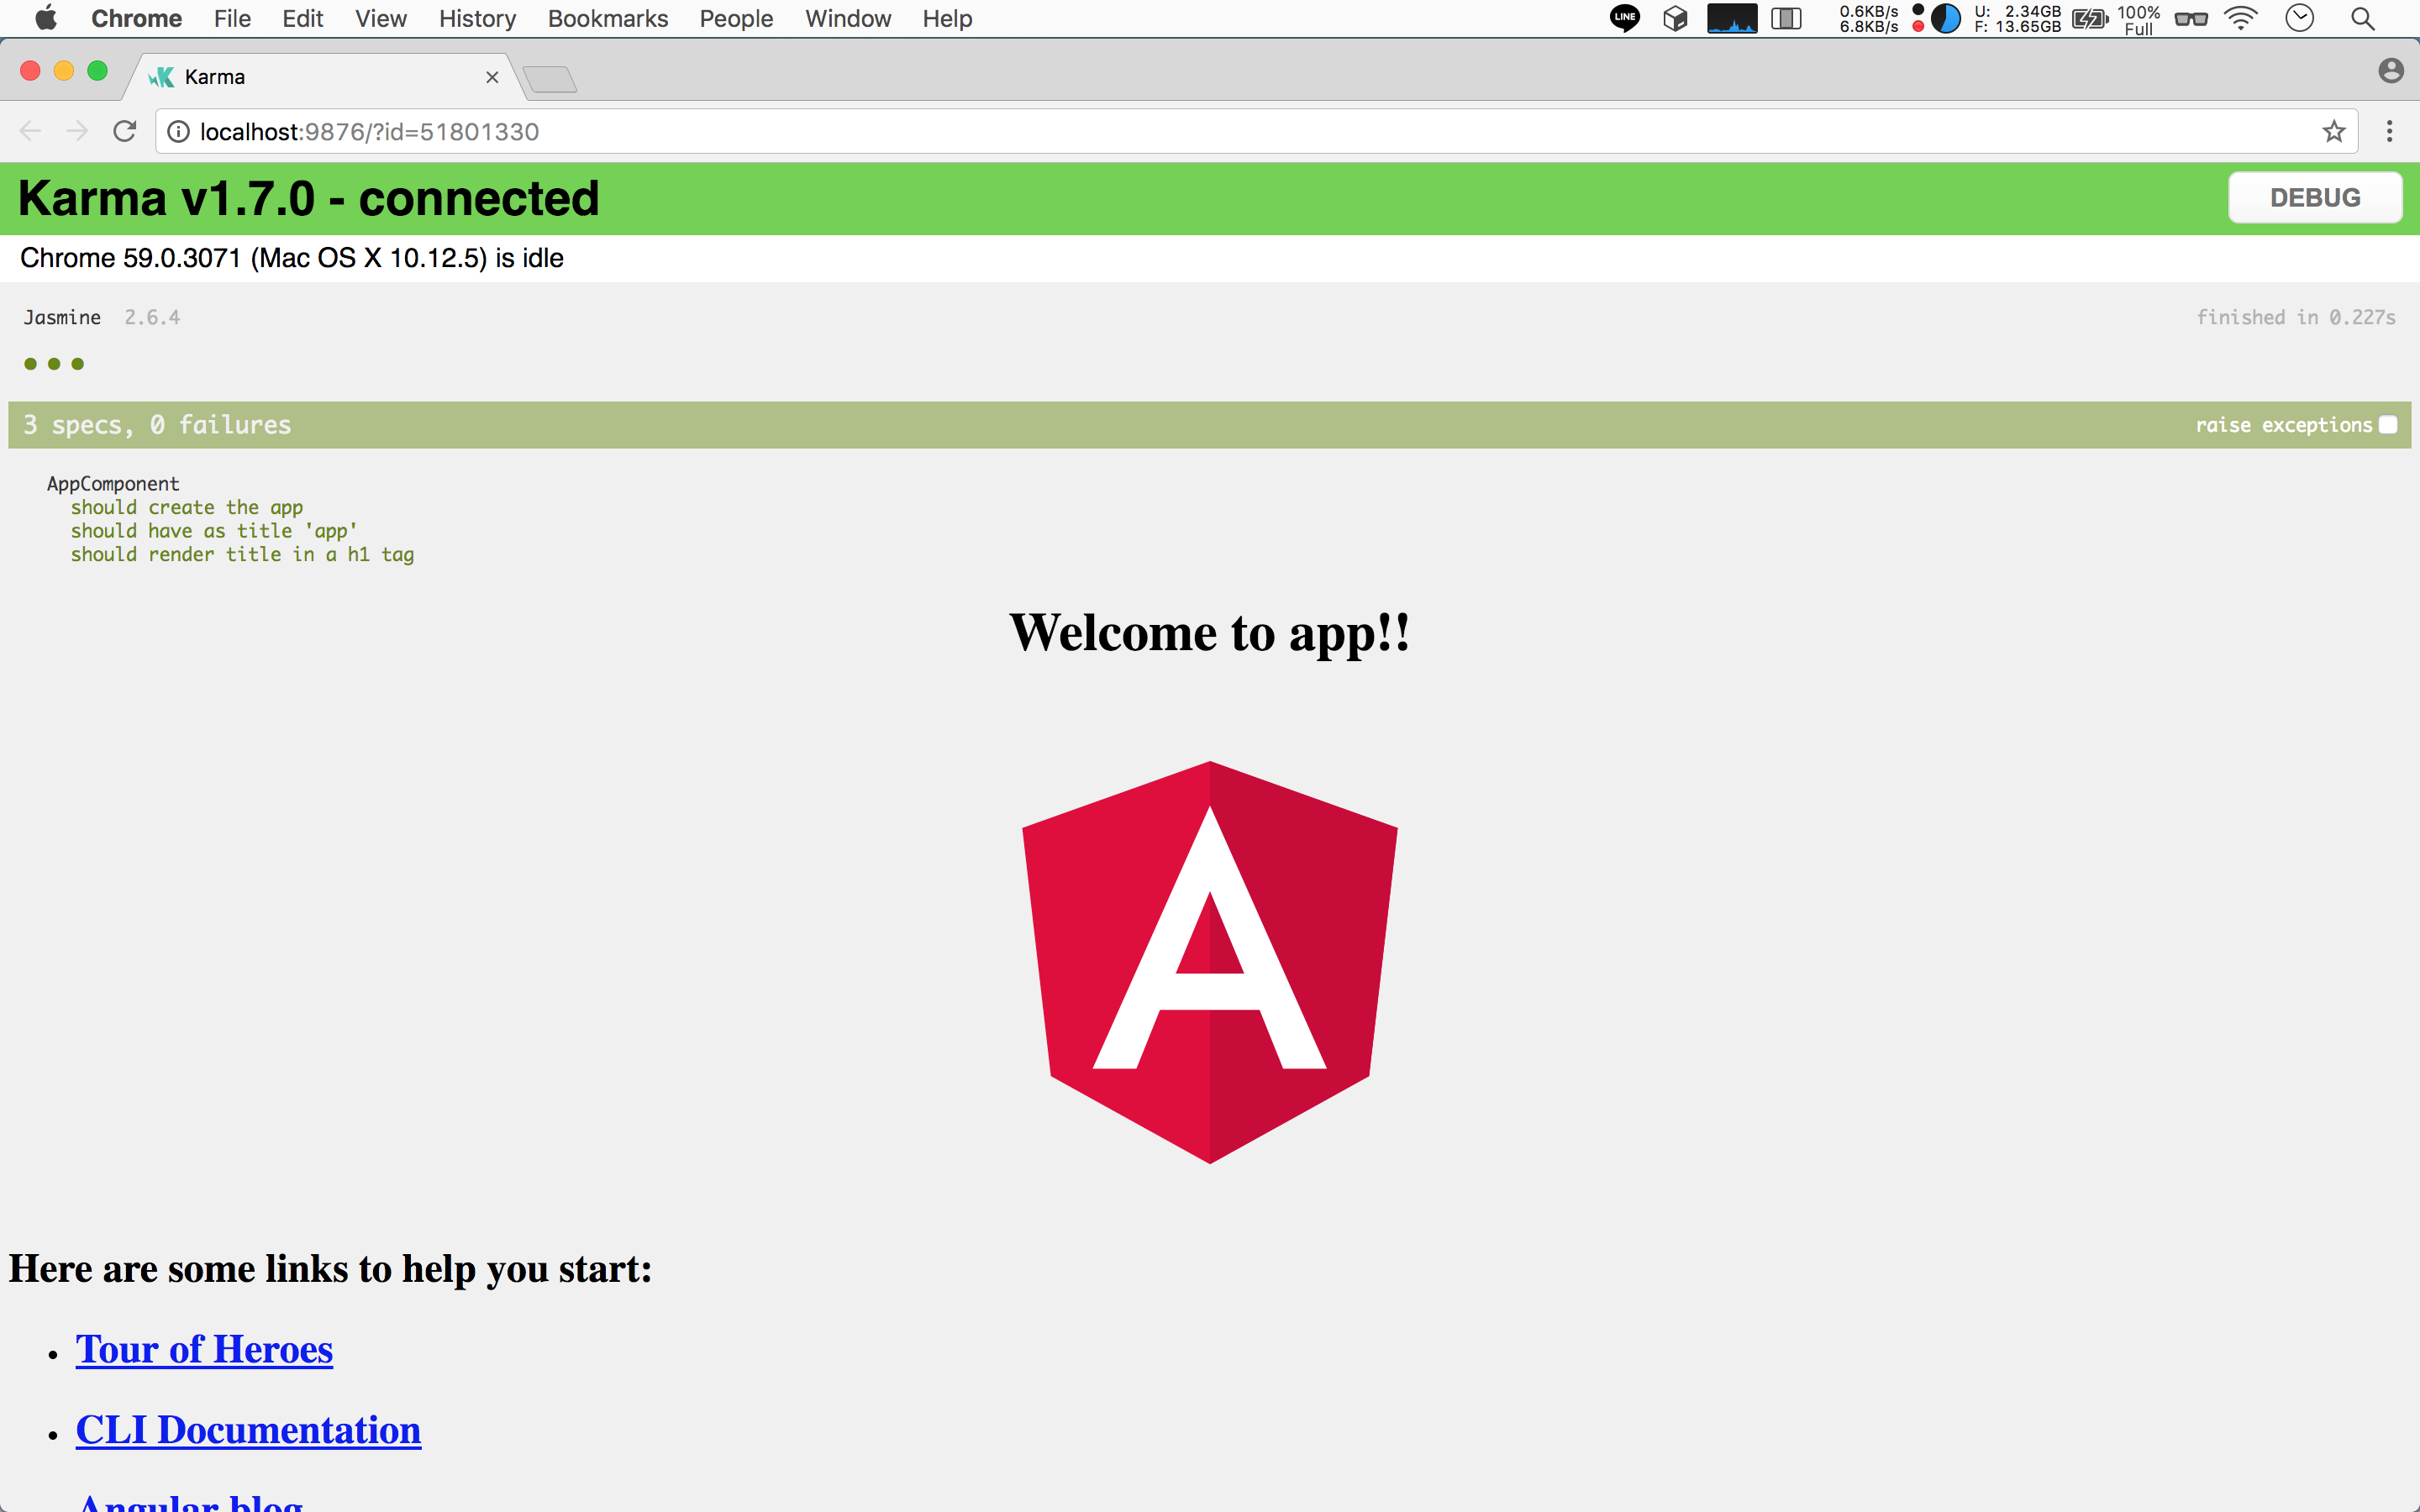 Chrome File Edit View History Bookmarks People Window Help LINE 0.6KB/s U: 2.34GB 100%
6.8KB/s F: 13.65GB Full
Karma
localhost:9876/?id=51801330
Karma v1.7.0 - connected DEBUG
Chrome 59.0.3071 (Mac OS X 10.12.5) is idle
Jasmine 2.6.4 finished in 0.227s
3 specs, 0 failures raise exceptions
AppComponent
should create the app
should have as title 'app'
should render title in a h1 tag
Welcome to app!!
A
Here are some links to help you start:
• Tour of Heroes
• CLI Documentation
Angular blog